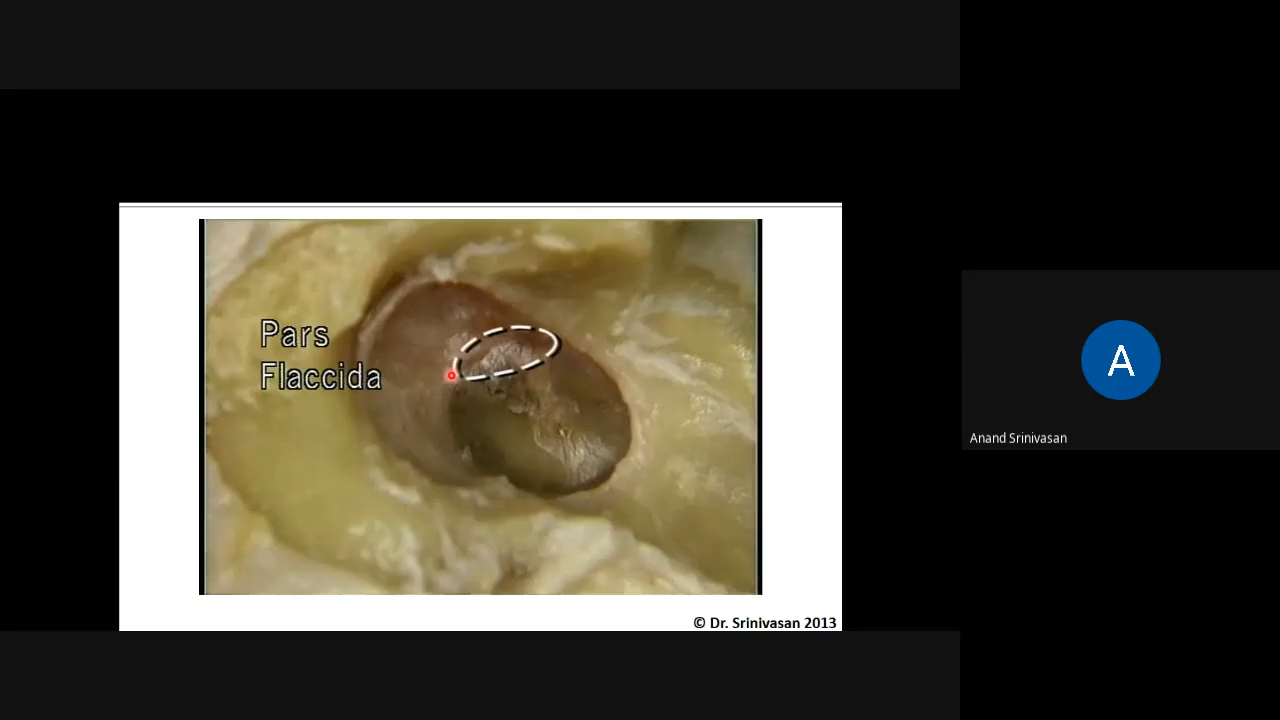 Pars
Flaccida
© Dr. Srinivasan 2013
A
Anand Srinivasan